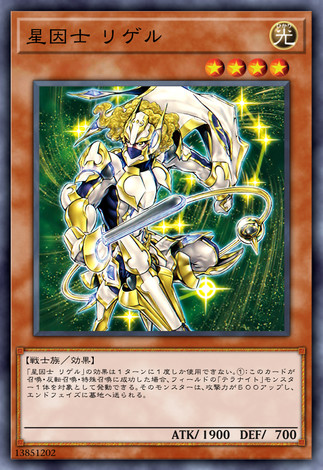 星因士 リゲル
光
【戦士族／効果】
「星因士 リゲル」の効果は１ターンに１度しか使用できない。①：このカードが
召喚・反転召喚・特殊召喚に成功した場合、フィールドの「テラナイト」モンスタ
ー１体を対象として発動できる。そのモンスターは、攻撃力が５００アップし、
エンドフェイズに墓地へ送られる。
ATK/ 1900 DEF/ 700
13851202